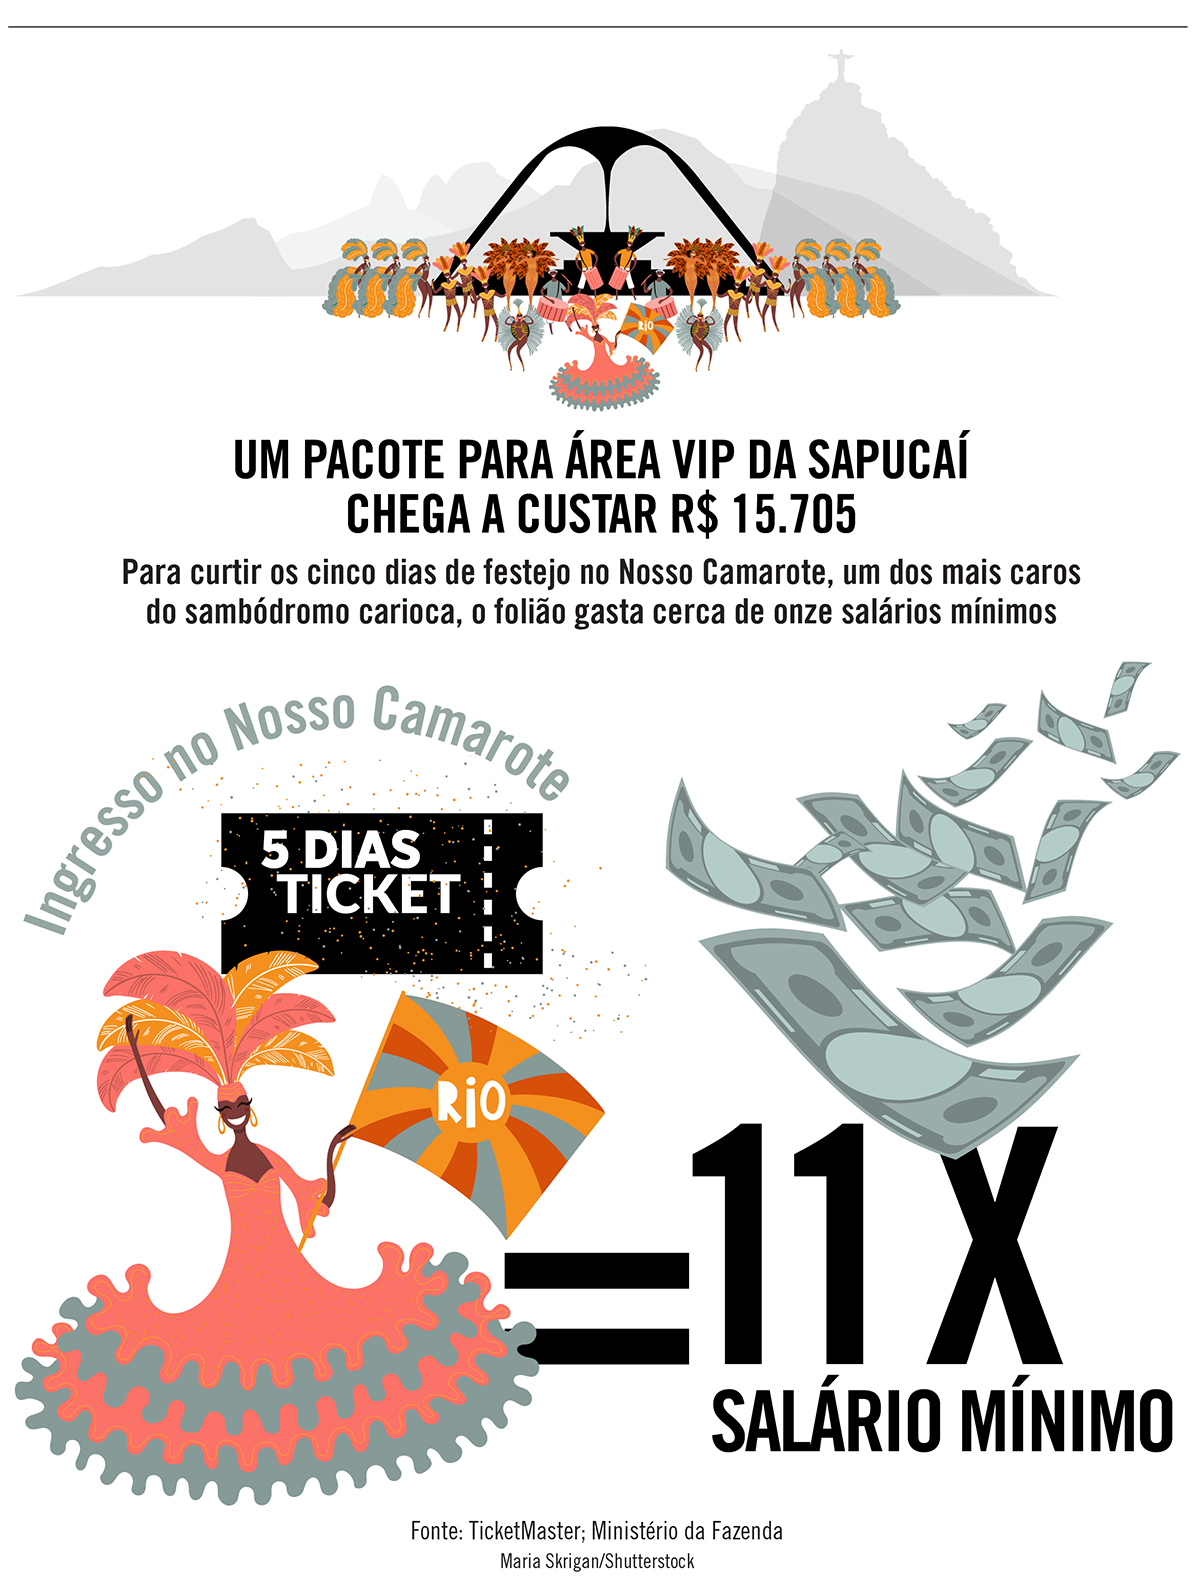 RIO
UM PACOTE PARA ÁREA VIP DA SAPUCAÍ
CHEGA A CUSTAR R$ 15.705
Para curtir os cinco dias de festejo no Nosso Camarote, um dos mais caros
do sambódromo carioca, o folião gasta cerca de onze salários mínimos
Ingresso no Nosso Camarote
5 DIAS
TICKET
RiO
=11 X
SALÁRIO MÍNIMO
Fonte: TicketMaster; Ministério da Fazenda
Maria Skrigan/Shutterstock